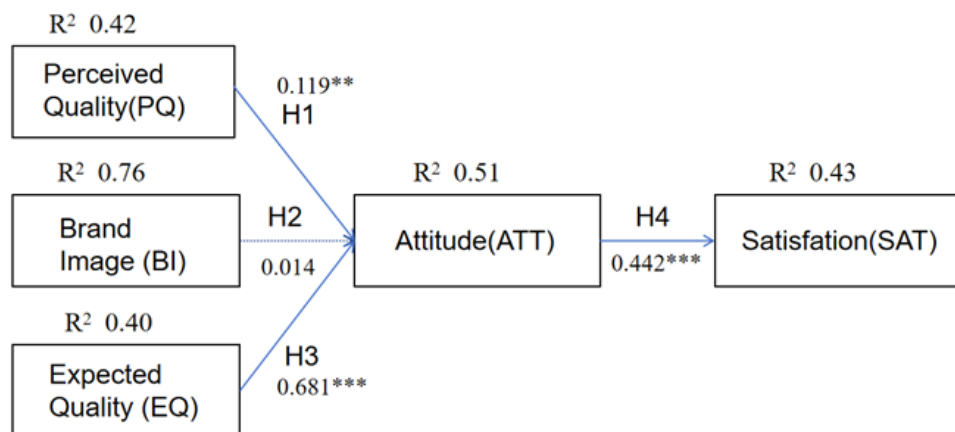 R² 0.42
Perceived
Quality(PQ)
0.119**
H1
R² 0.76
Brand
Image (BI)
H2
0.014
R² 0.51
Attitude(ATT)
H4
0.442***
R² 0.43
Satisfation(SAT)
R² 0.40
Expected
Quality (EQ)
H3
0.681***